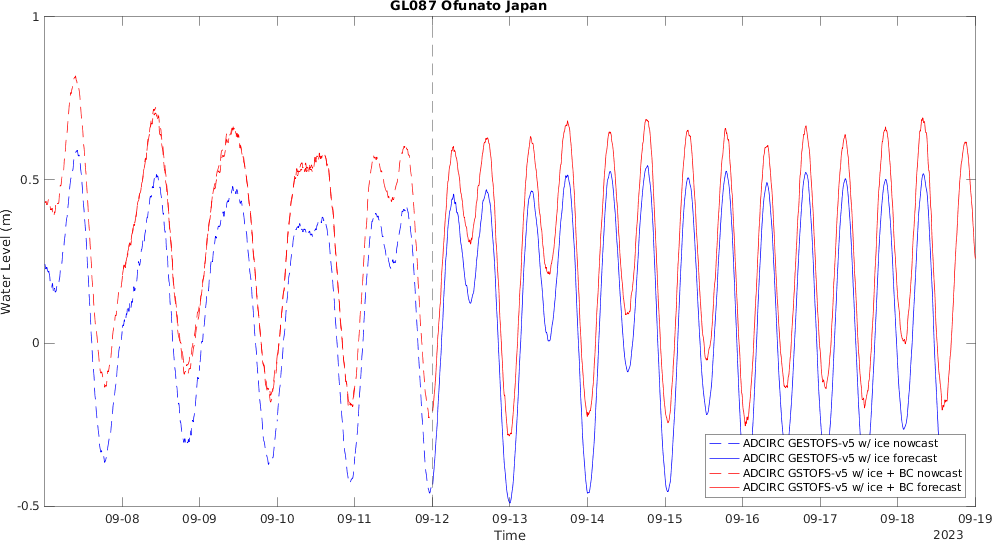 GL087 Ofunato Japan
1
0.5
0
-0.5
Water Level (m)
09-08 09-09 09-10 09-11 09-12 09-13 09-14 09-15 09-16 09-17 09-18 09-19
Time
2023
ADCIRC GESTOFS-v5 w/ ice nowcast
ADCIRC GESTOFS-v5 w/ ice forecast
ADCIRC GSTOFS-v5 w/ ice + BC nowcast
ADCIRC GSTOFS-v5 w/ ice + BC forecast